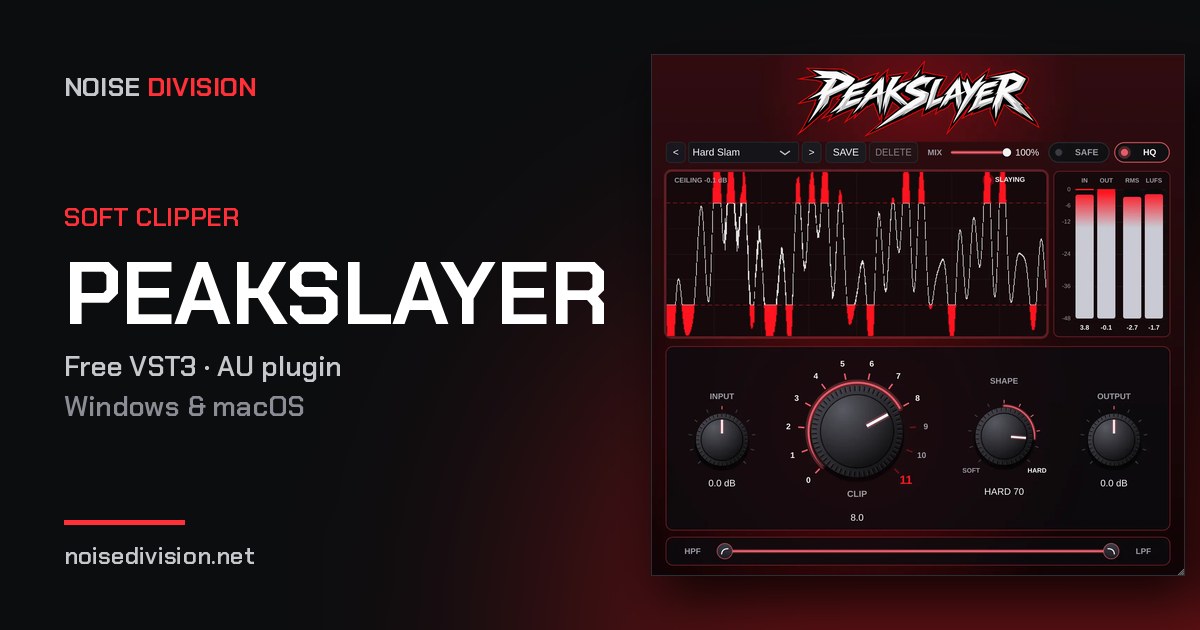 NOISE DIVISION
SOFT CLIPPER
PEAKSLAYER
Free VST3 · AU plugin
Windows & macOS
noisedivision.net
PEAKSLAYER
< Hard Slam > SAVE DELETE MIX 100% SAFE HQ
CEILING -0.1 dB SLAYING
IN OUT RMS LUFS
0
-6
-12
-24
-36
-48
3.8 -0.1 -2.7 -1.7
INPUT
0.0 dB
0 1 2 3 4 5 6 7 8 9 10 11
CLIP
8.0
SHAPE
SOFT HARD
HARD 70
OUTPUT
0.0 dB
HPF LPF